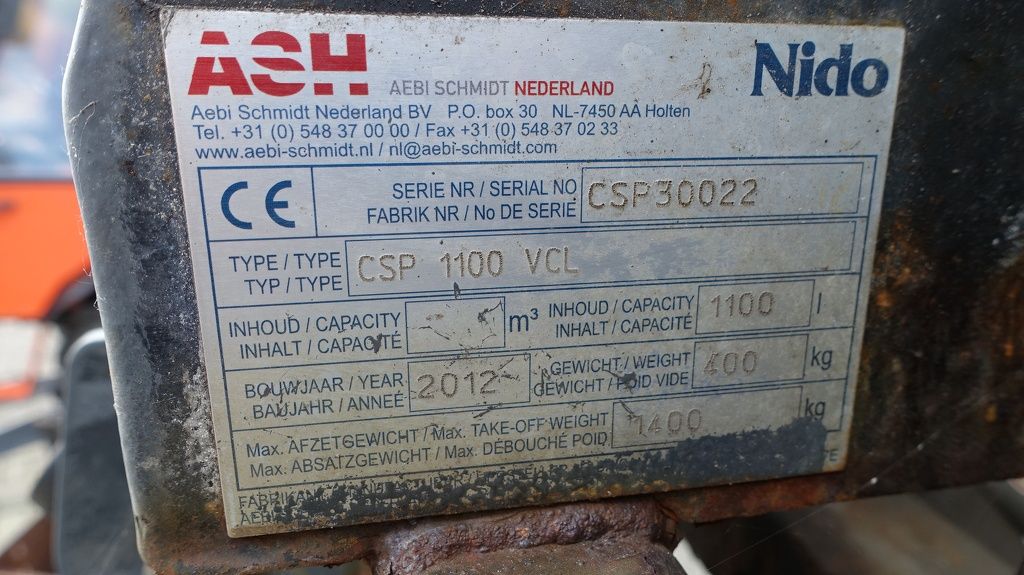 ASH AEBI SCHMIDT NEDERLAND Nido
Aebi Schmidt Nederland BV P.O. box 30 NL-7450 AA Holten
Tel. +31 (0) 548 37 00 00 / Fax +31 (0) 548 37 02 33
www.aebi-schmidt.nl / nl@aebi-schmidt.com
CE
SERIE NR / SERIAL NO
FABRIK NR / No DE SERIE
CSP30022
TYPE / TYPE
TYP / TYPE
CSP 1100 VCL
INHOUD / CAPACITY
INHALT / CAPACITÉ
m³
INHOUD / CAPACITY
INHALT / CAPACITÉ
1100 l
BOUWJAAR / YEAR
BAUJAHR / ANNEÉ
2012
GEWICHT / WEIGHT
GEWICHT / POID VIDE
400 kg
Max. AFZETGEWICHT / Max. TAKE-OFF WEIGHT
Max. ABSATZGEWICHT / Max. DÉBOUCHÉ POID
1400 kg